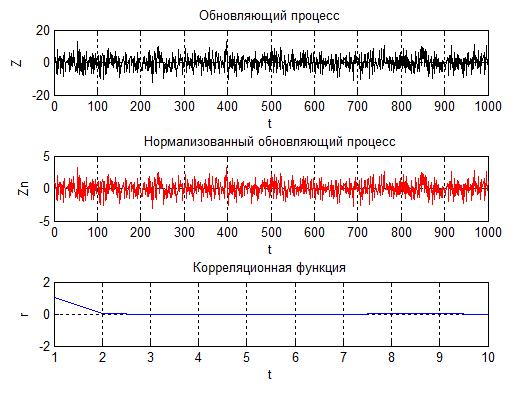 Обновляющий процесс
20
0
-20
Z
0 100 200 300 400 500 600 700 800 900 1000
t
Нормализованный обновляющий процесс
5
0
-5
Zn
0 100 200 300 400 500 600 700 800 900 1000
t
Корреляционная функция
2
0
-2
r
1 2 3 4 5 6 7 8 9 10
t